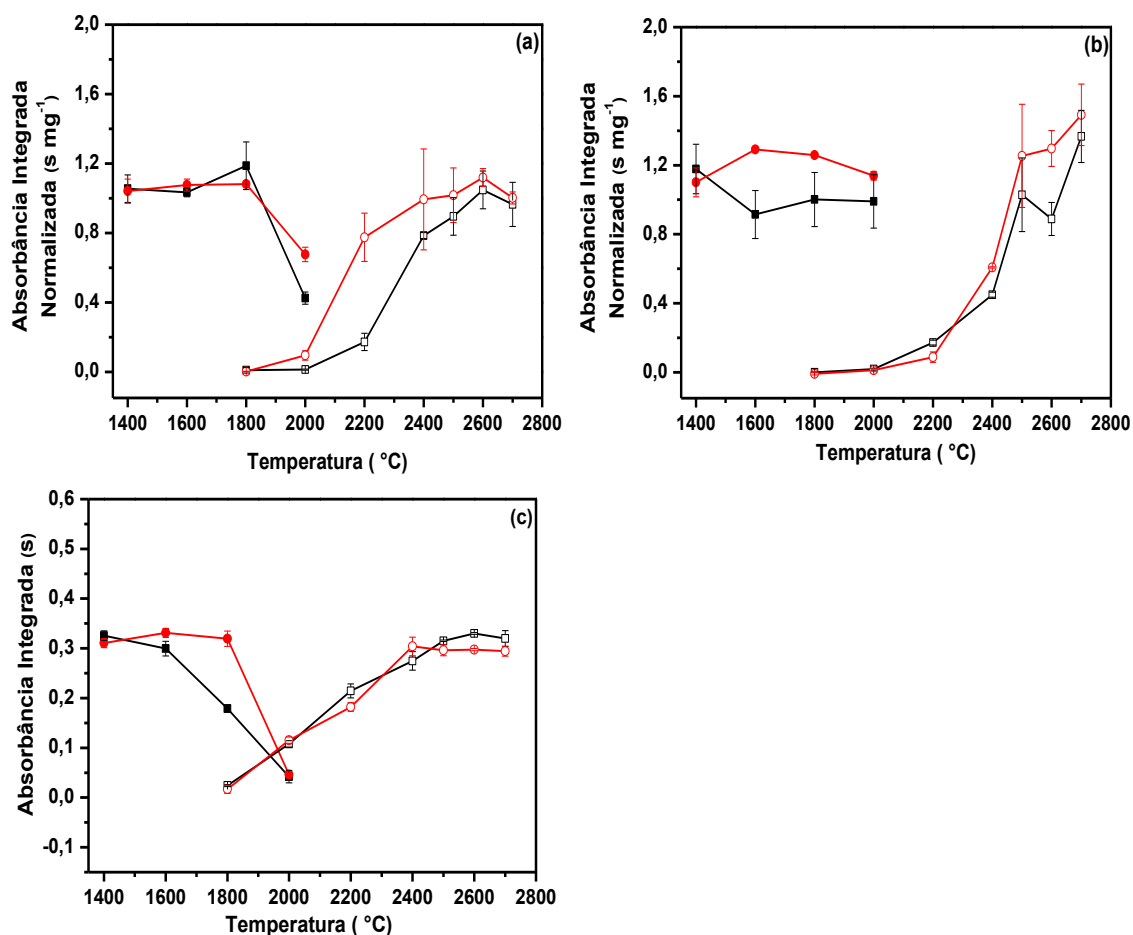 (a)
Absorbância Integrada
Normalizada (s mg-1)
2,0
1,6
1,2
0,8
0,4
0,0
1400 1600 1800 2000 2200 2400 2600 2800
Temperatura ( °C)
(b)
Absorbância Integrada
Normalizada (s mg-1)
2,0
1,6
1,2
0,8
0,4
0,0
1400 1600 1800 2000 2200 2400 2600 2800
Temperatura ( °C)
(c)
Absorbância Integrada (s)
0,6
0,5
0,4
0,3
0,2
0,1
0,0
-0,1
1400 1600 1800 2000 2200 2400 2600 2800
Temperatura ( °C)